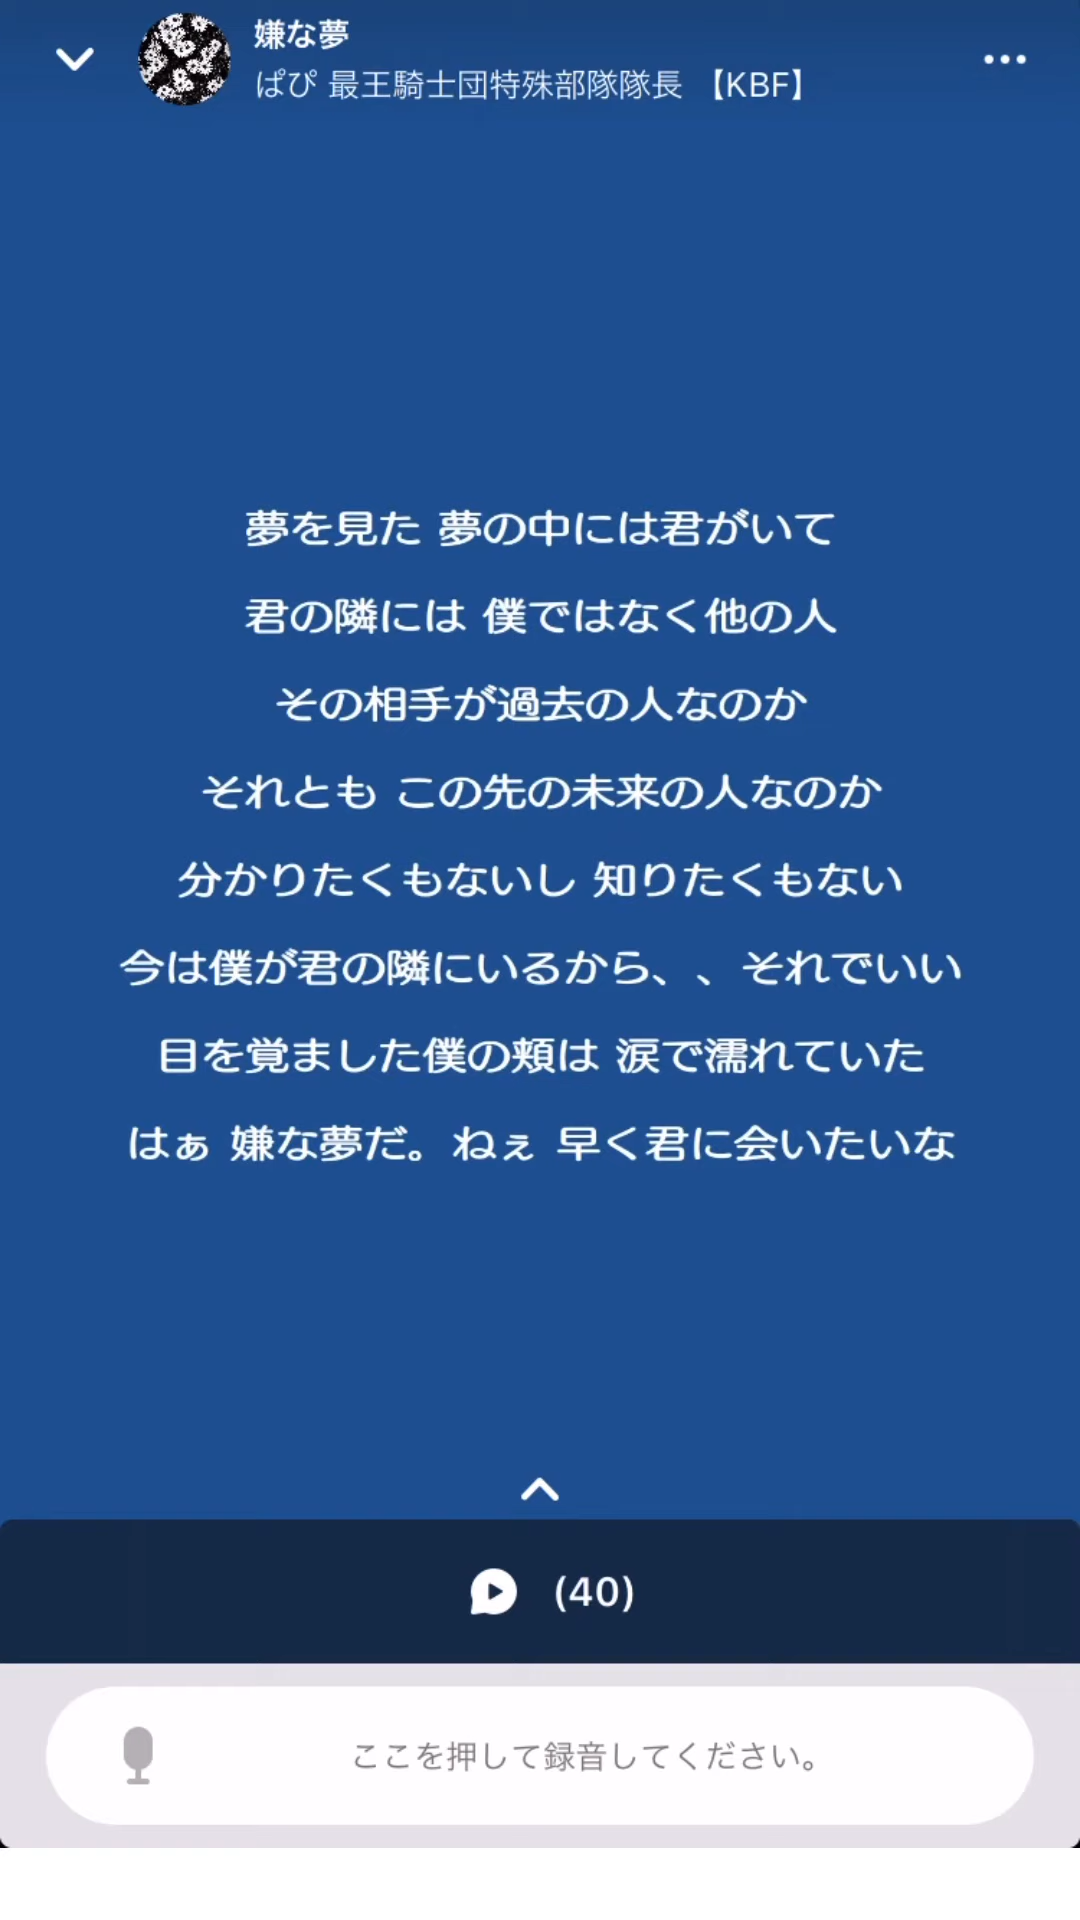 嫌な夢
ぱぴ 最王騎士団特殊部隊隊長 【KBF】
夢を見た 夢の中には君がいて
君の隣には 僕ではなく他の人
その相手が過去の人なのか
それとも この先の未来の人なのか
分かりたくもないし 知りたくもない
今は僕が君の隣にいるから、、それでいい
目を覚ました僕の頬は 涙で濡れていた
はぁ 嫌な夢だ。ねぇ 早く君に会いたいな
(40)
ここを押して録音してください。